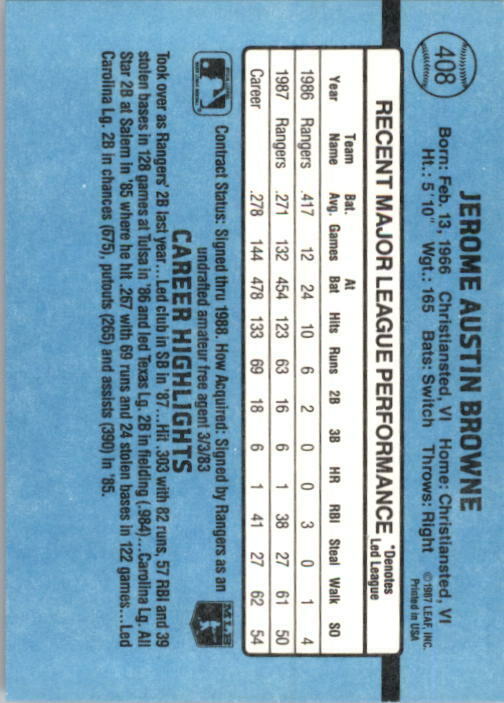 408
JEROME AUSTIN BROWNE
Born: Feb. 13, 1966 Christiansted, VI Home: Christiansted, VI
Ht.: 5'10" Wgt.: 165 Bats: Switch Throws: Right
©1987 LEAF, INC.
Printed in USA
RECENT MAJOR LEAGUE PERFORMANCE
*Denotes
Led League
Year Team Name Bat. Avg. Games At Bat Hits Runs 2B 3B HR RBI Steal Walk SO
1986 Rangers .417 12 24 10 6 2 0 0 3 0 1 4
1987 Rangers .271 132 454 123 63 16 6 1 38 27 61 50
Career .278 144 478 133 69 18 6 1 41 27 62 54
Contract Status: Signed thru 1988. How Acquired: Signed by Rangers as an
undrafted amateur free agent 3/3/83
MLB
CAREER HIGHLIGHTS
Took over as Rangers' 2B last year...Led club in SB in '87...Hit .303 with 82 runs, 57 RBI and 39
stolen bases in 128 games at Tulsa in '86 and led Texas Lg. 2B in fielding (.984)...Carolina Lg. All
Star 2B at Salem in '85 where he hit .267 with 69 runs and 24 stolen bases in 122 games...Led
Carolina Lg. 2B in chances (675), putouts (265) and assists (390) in '85.